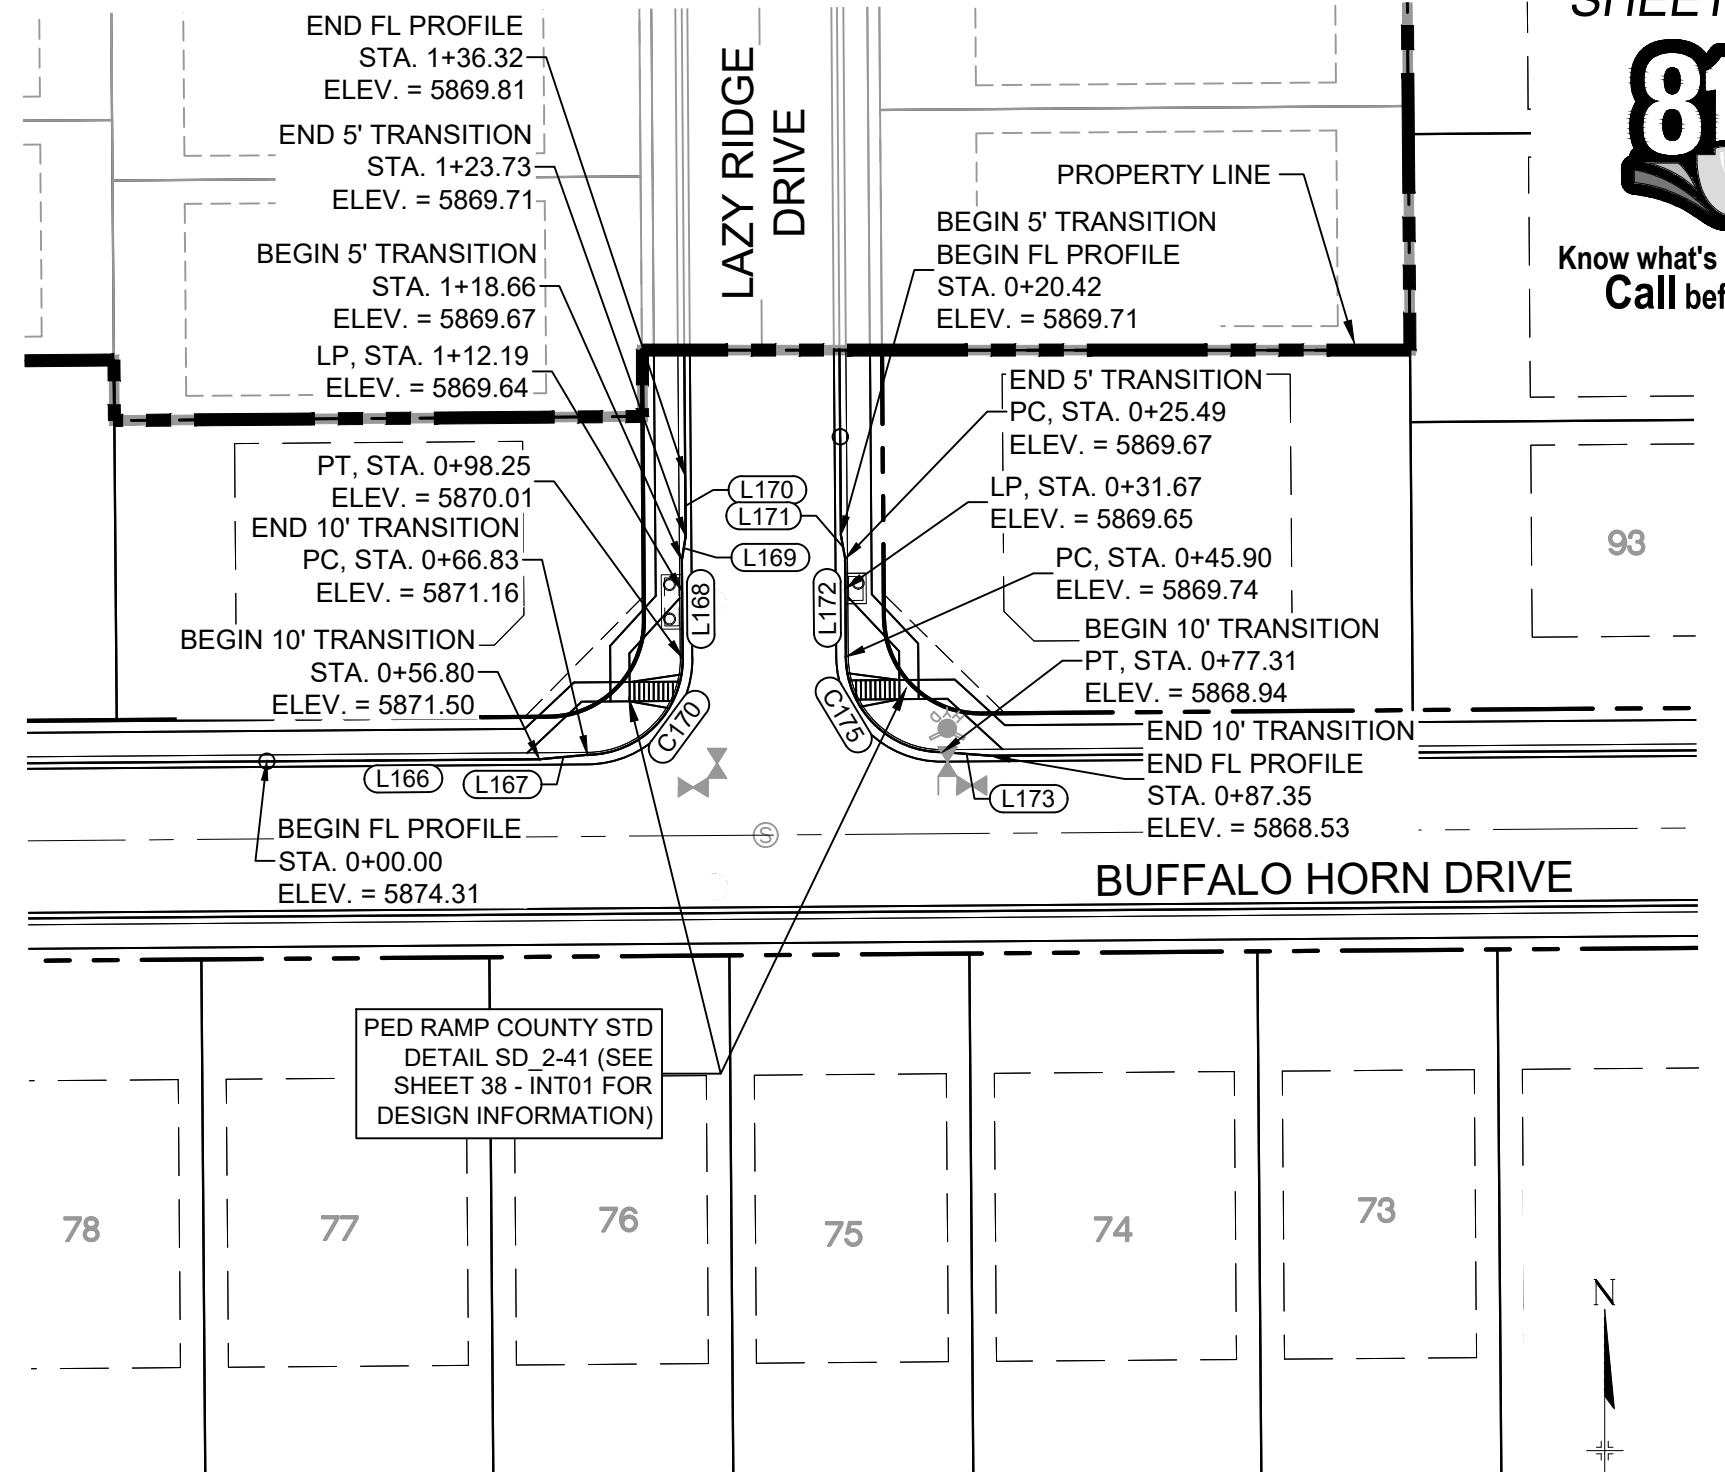 SHEET
END FL PROFILE
STA. 1+36.32
ELEV. = 5869.81
END 5' TRANSITION
STA. 1+23.73
ELEV. = 5869.71
BEGIN 5' TRANSITION
STA. 1+18.66
ELEV. = 5869.67
LP, STA. 1+12.19
ELEV. = 5869.64
PT, STA. 0+98.25
ELEV. = 5870.01
END 10' TRANSITION
PC, STA. 0+66.83
ELEV. = 5871.16
BEGIN 10' TRANSITION
STA. 0+56.80
ELEV. = 5871.50
BEGIN FL PROFILE
STA. 0+00.00
ELEV. = 5874.31
LAZY RIDGE
DRIVE
PROPERTY LINE
BEGIN 5' TRANSITION
BEGIN FL PROFILE
STA. 0+20.42
ELEV. = 5869.71
END 5' TRANSITION
PC, STA. 0+25.49
ELEV. = 5869.67
LP, STA. 0+31.67
ELEV. = 5869.65
PC, STA. 0+45.90
ELEV. = 5869.74
BEGIN 10' TRANSITION
PT, STA. 0+77.31
ELEV. = 5868.94
END 10' TRANSITION
END FL PROFILE
STA. 0+87.35
ELEV. = 5868.53
81
Know what's
Call bef
L170
L171
L169
L168
L172
C170
C175
L166
L167
L173
HYD
S
93
BUFFALO HORN DRIVE
PED RAMP COUNTY STD
DETAIL SD_2-41 (SEE
SHEET 38 - INT01 FOR
DESIGN INFORMATION)
78
77
76
75
74
73
N